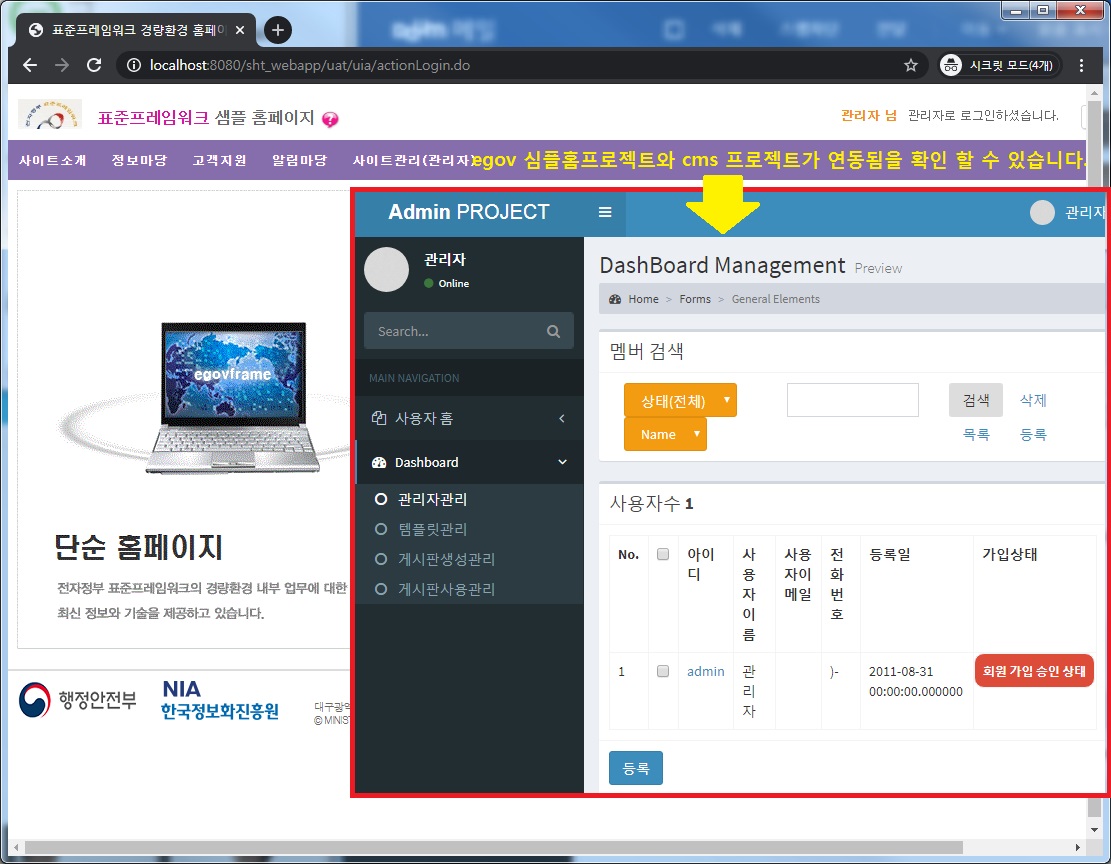 표준프레임워크 경량환경 홈페이
localhost:8080/sht_webapp/uat/uia/actionLogin.do
시크릿 모드(4개)
표준프레임워크 샘플 홈페이지
관리자 님 관리자로 로그인하셨습니다.
사이트소개 정보마당 고객지원 알림마당 사이트관리(관리자)
egov 심플홈프로젝트와 cms 프로젝트가 연동됨을 확인 할 수 있습니다.
egovframe
단순 홈페이지
전자정부 표준프레임워크의 경량환경 내부 업무에 대한
최신 정보와 기술을 제공하고 있습니다.
행정안전부
NIA
한국정보화진흥원
대구광역
© MINIST
Admin PROJECT
관리자
관리자
Online
Search...
MAIN NAVIGATION
사용자 홈
Dashboard
관리자관리
템플릿관리
게시판생성관리
게시판사용관리
DashBoard Management Preview
Home > Forms > General Elements
멤버 검색
상태(전체)
Name
검색 삭제
목록 등록
사용자수 1
No. 아이디 사용자이름 사용자이메일 전화번호 등록일 가입상태
1 admin 관리자 )- 2011-08-31 00:00:00.000000 회원 가입 승인 상태
등록